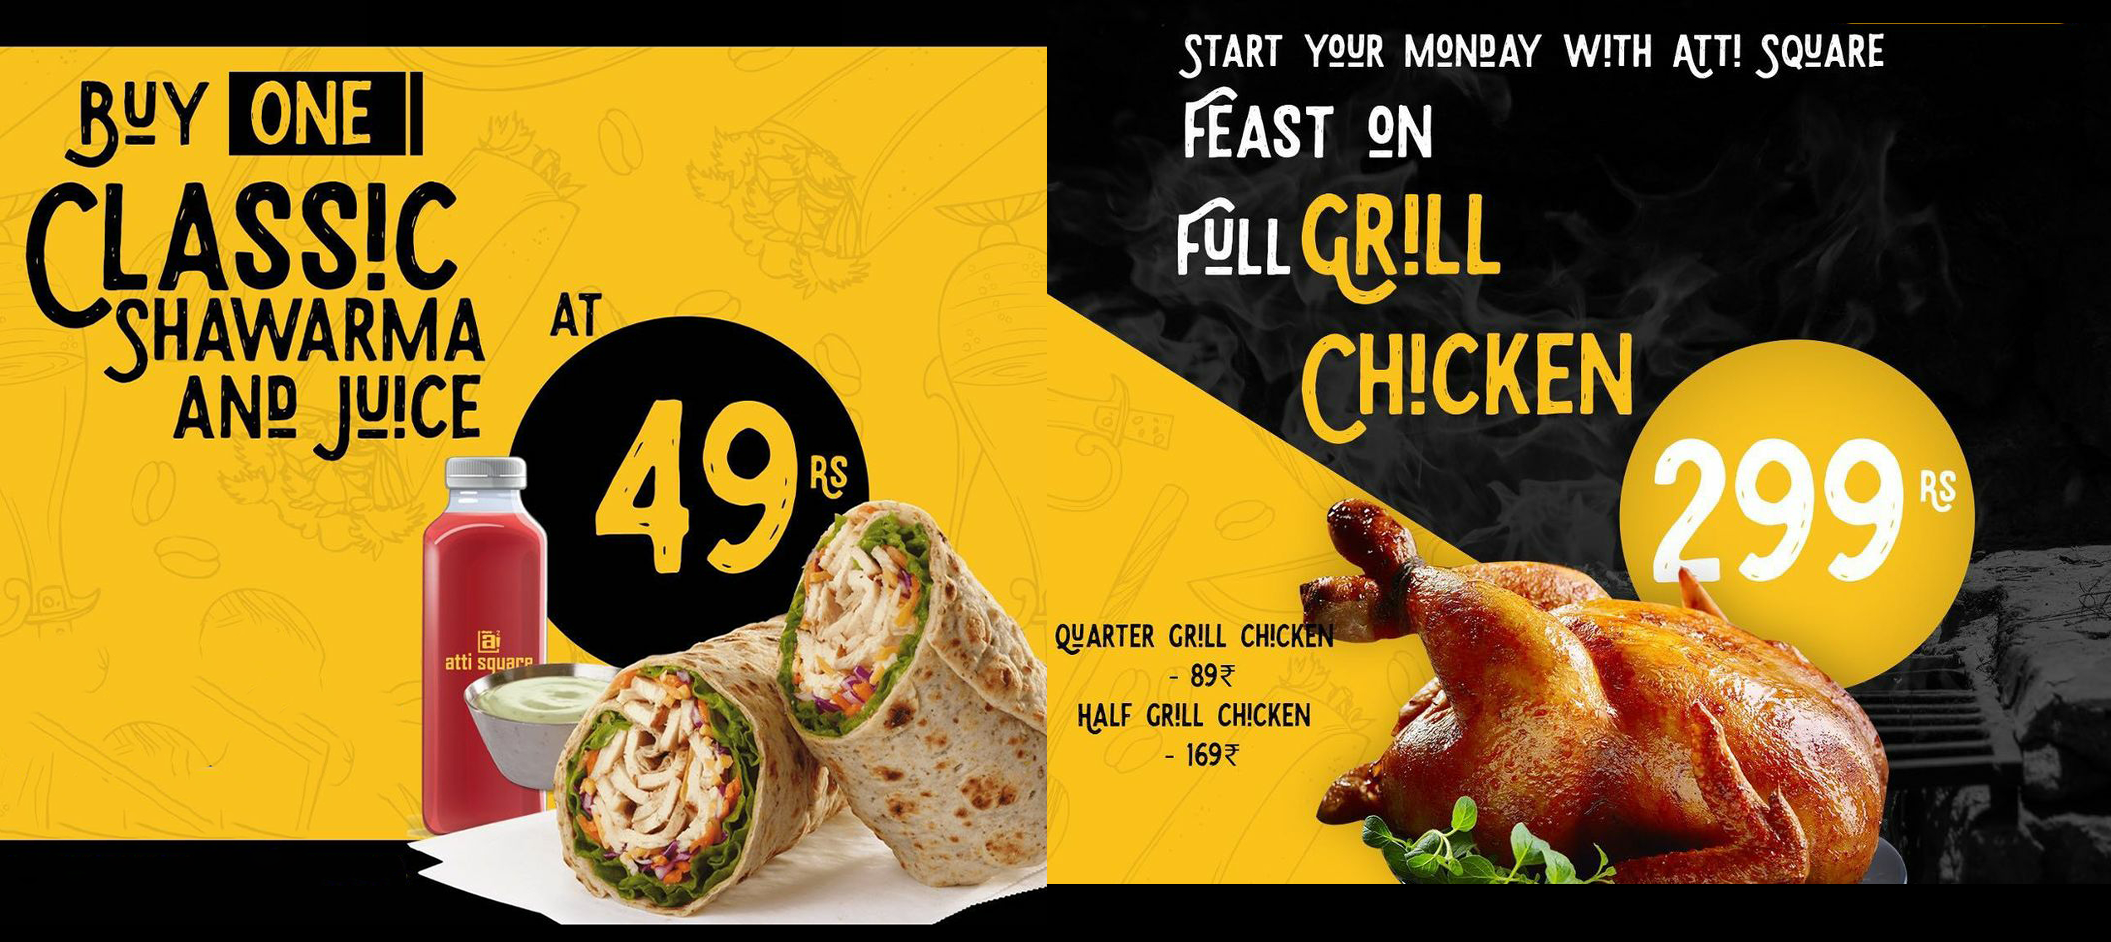 BUY ONE
CLASSIC
SHAWARMA
AND JUICE
AT
49 RS
atti square
START YOUR MONDAY WITH ATTI SQUARE
FEAST ON
FULL GRILL
CHICKEN
299 RS
QUARTER GRILL CHICKEN
- 89₹
HALF GRILL CHICKEN
- 169₹